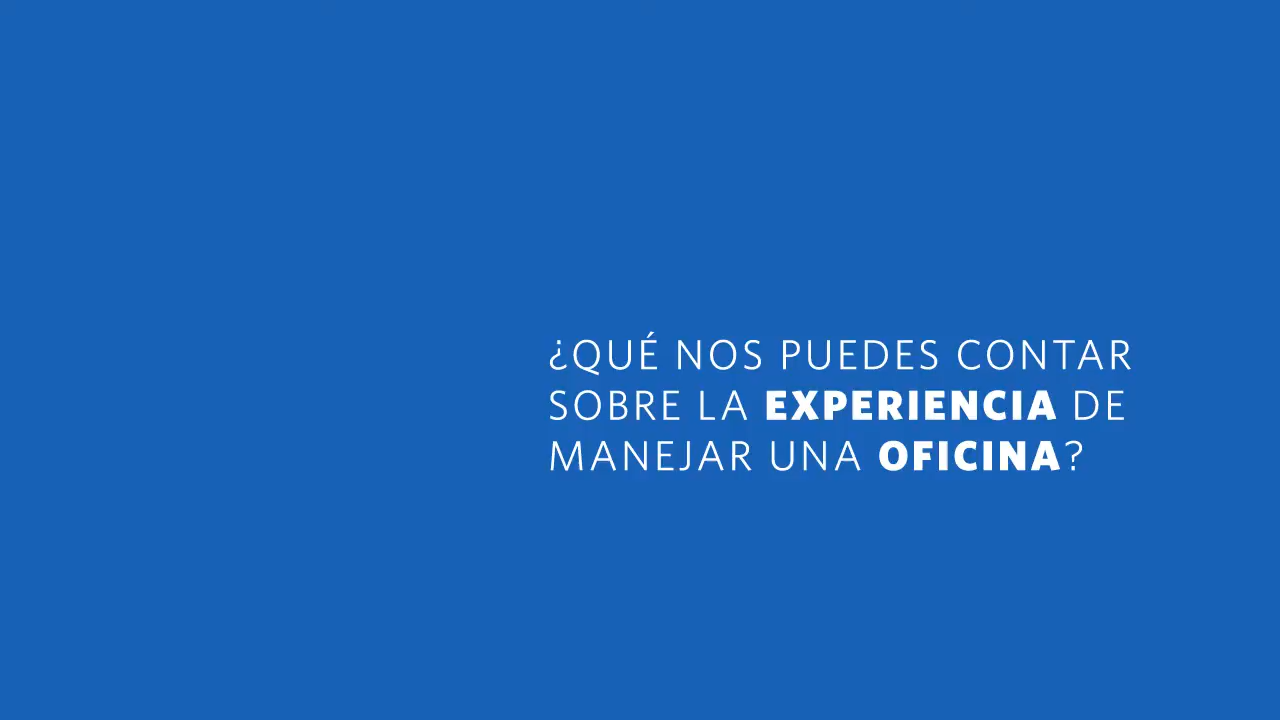 ¿QUÉ NOS PUEDES CONTAR
SOBRE LA EXPERIENCIA DE
MANEJAR UNA OFICINA?